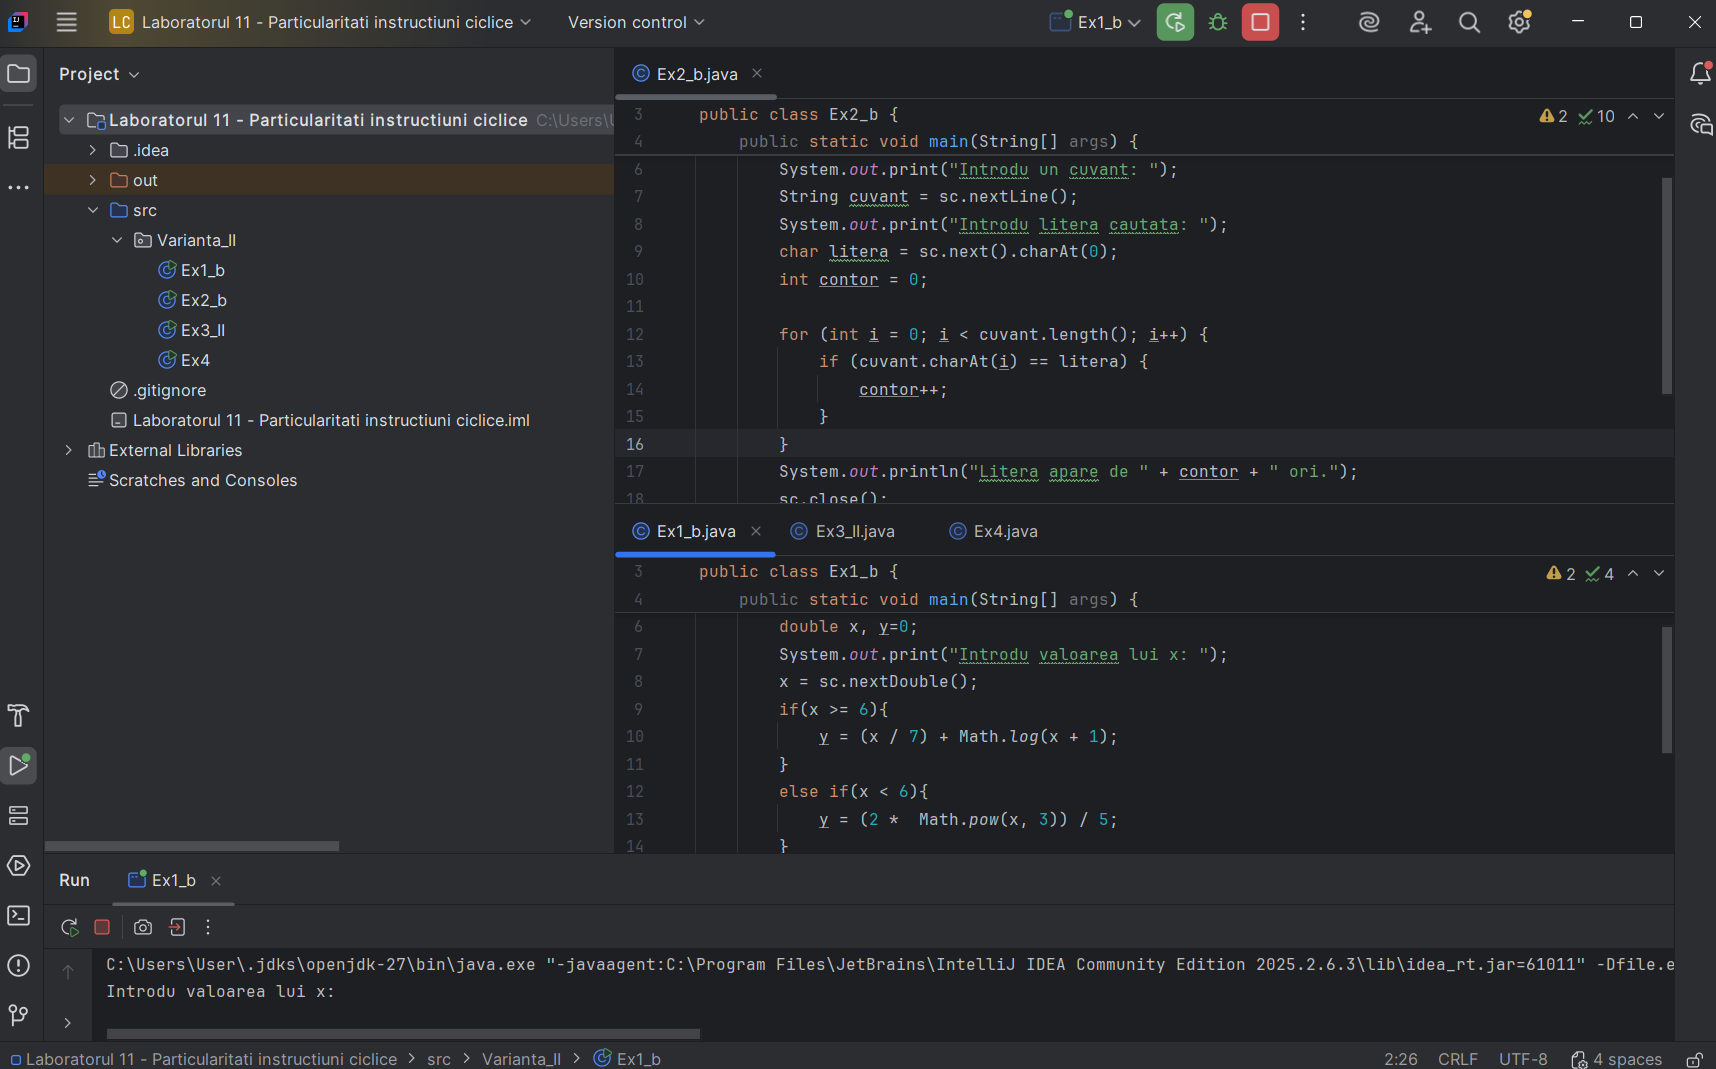 LC Laboratorul 11 - Particularitati instructiuni ciclice Version control Ex1_b
Project
Laboratorul 11 - Particularitati instructiuni ciclice C:\Users\U
.idea
out
src
Varianta_II
Ex1_b
Ex2_b
Ex3_II
Ex4
.gitignore
Laboratorul 11 - Particularitati instructiuni ciclice.iml
External Libraries
Scratches and Consoles
Ex2_b.java
2 10
3 public class Ex2_b {
4 public static void main(String[] args) {
6 System.out.print("Introdu un cuvant: ");
7 String cuvant = sc.nextLine();
8 System.out.print("Introdu litera cautata: ");
9 char litera = sc.next().charAt(0);
10 int contor = 0;
11
12 for (int i = 0; i < cuvant.length(); i++) {
13 if (cuvant.charAt(i) == litera) {
14 contor++;
15 }
16 }
17 System.out.println("Litera apare de " + contor + " ori.");
18 sc.close();
Ex1_b.java Ex3_II.java Ex4.java
2 4
3 public class Ex1_b {
4 public static void main(String[] args) {
6 double x, y=0;
7 System.out.print("Introdu valoarea lui x: ");
8 x = sc.nextDouble();
9 if(x >= 6){
10 y = (x / 7) + Math.log(x + 1);
11 }
12 else if(x < 6){
13 y = (2 *  Math.pow(x, 3)) / 5;
14 }
Run Ex1_b
C:\Users\User\.jdks\openjdk-27\bin\java.exe "-javaagent:C:\Program Files\JetBrains\IntelliJ IDEA Community Edition 2025.2.6.3\lib\idea_rt.jar=61011" -Dfile.e
Introdu valoarea lui x:
Laboratorul 11 - Particularitati instructiuni ciclice > src > Varianta_II > Ex1_b 2:26 CRLF UTF-8 4 spaces